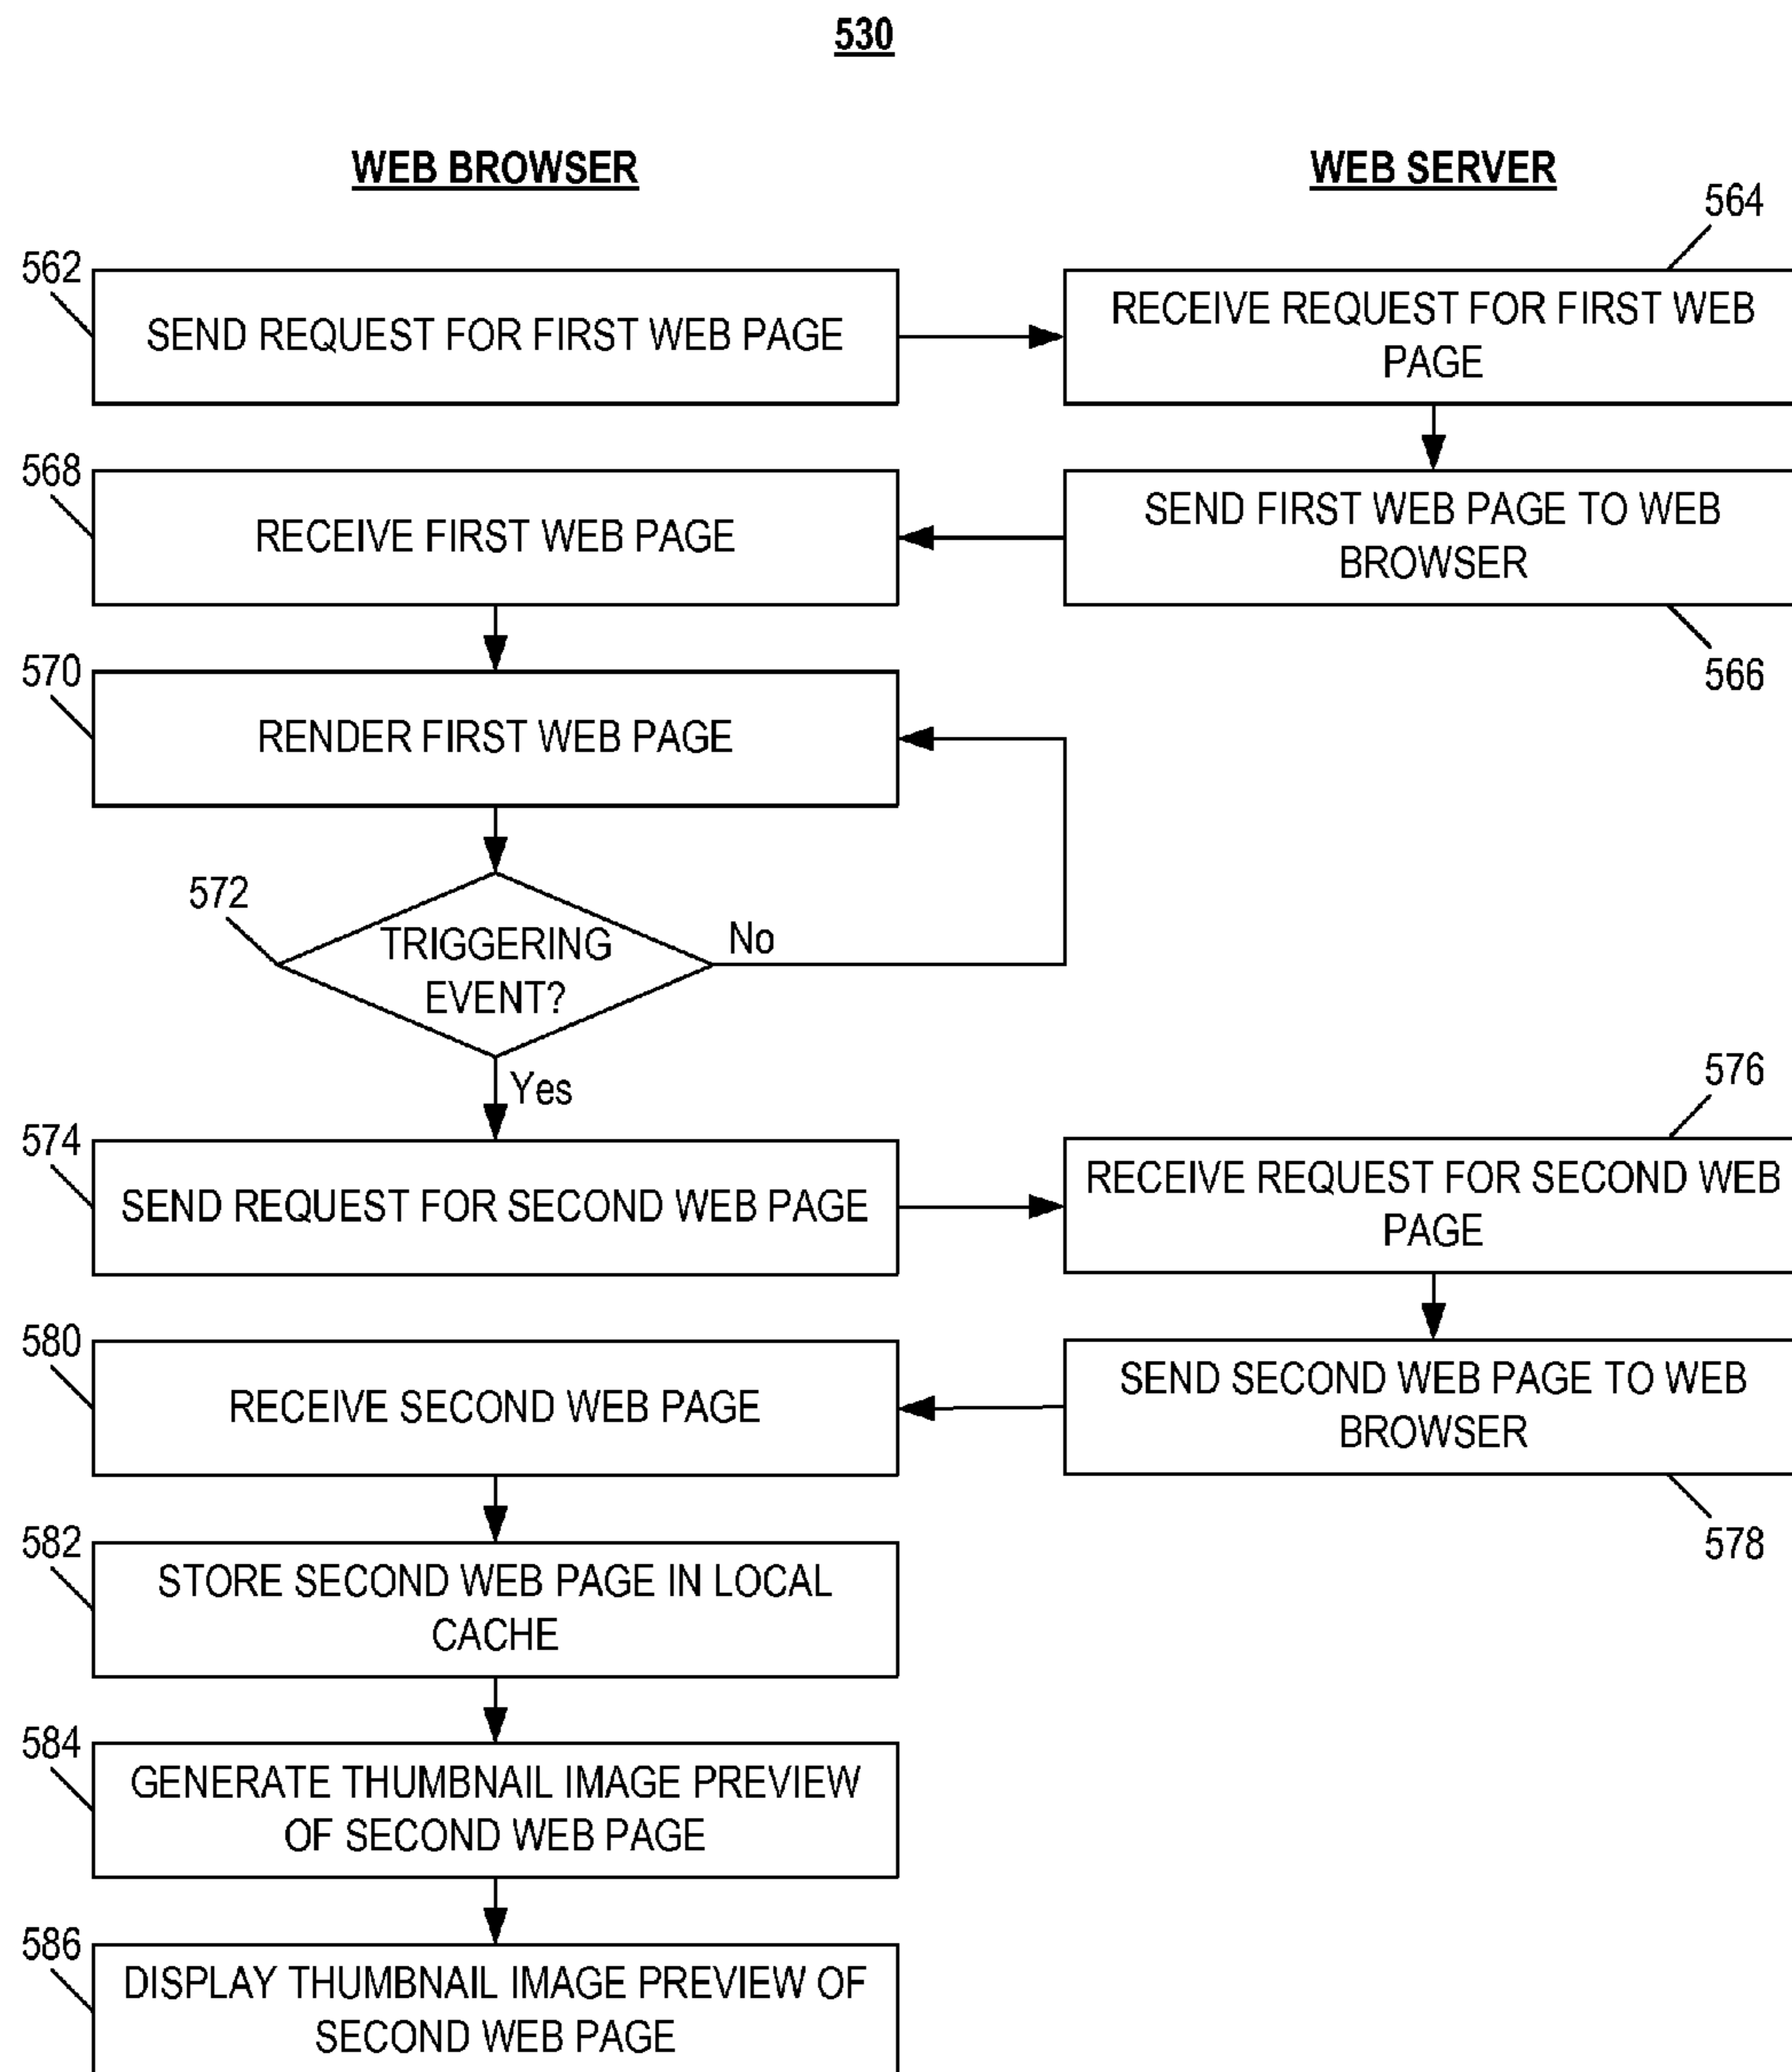 530
WEB BROWSER
WEB SERVER
562
SEND REQUEST FOR FIRST WEB PAGE
564
RECEIVE REQUEST FOR FIRST WEB
PAGE
568
RECEIVE FIRST WEB PAGE
SEND FIRST WEB PAGE TO WEB
BROWSER
566
570
RENDER FIRST WEB PAGE
572
TRIGGERING
EVENT?
No
Yes
574
SEND REQUEST FOR SECOND WEB PAGE
576
RECEIVE REQUEST FOR SECOND WEB
PAGE
580
RECEIVE SECOND WEB PAGE
SEND SECOND WEB PAGE TO WEB
BROWSER
578
582
STORE SECOND WEB PAGE IN LOCAL
CACHE
584
GENERATE THUMBNAIL IMAGE PREVIEW
OF SECOND WEB PAGE
586
DISPLAY THUMBNAIL IMAGE PREVIEW OF
SECOND WEB PAGE